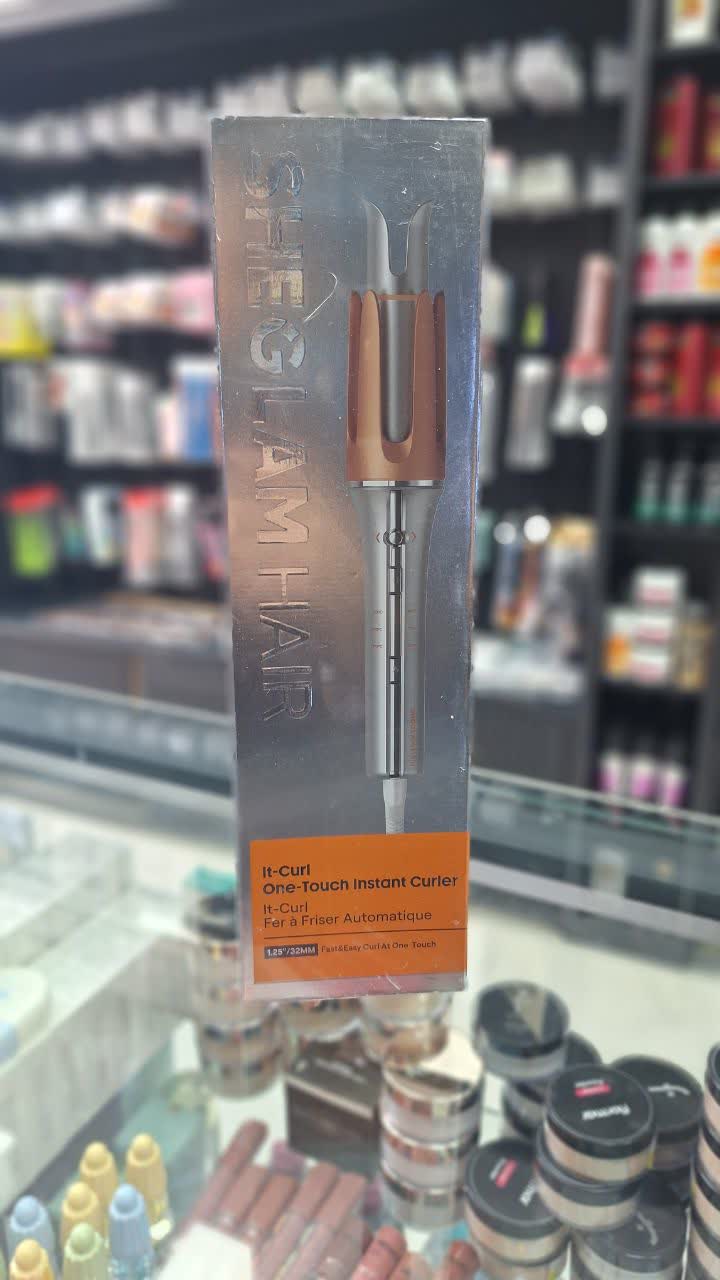 SHEGLAM HAIR
It-Curl
One-Touch Instant Curler
It-Curl
Fer à Friser Automatique
1.25"/32MM Fast&Easy Curl At One Touch